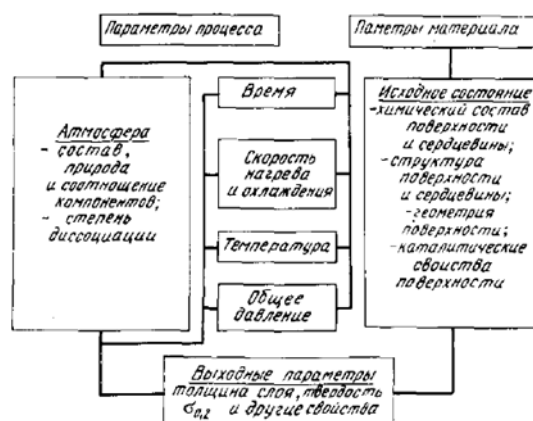 Параметры процесса
Паметры материала
Атмосфера
- состав,
природа
и соотношение
компонентов;
- степень
диссоциации
Время
Скорость
нагрева
и охлаждения
Температура
Общее
давление
Исходное состояние
-химический состав
поверхности
и сердцевины;
-структура
поверхности
и сердцевины;
-геометрия
поверхности;
-каталитические
свойства
поверхности
Выходные параметры
толщина слоя, твердость
σ0,2 и другие свойства